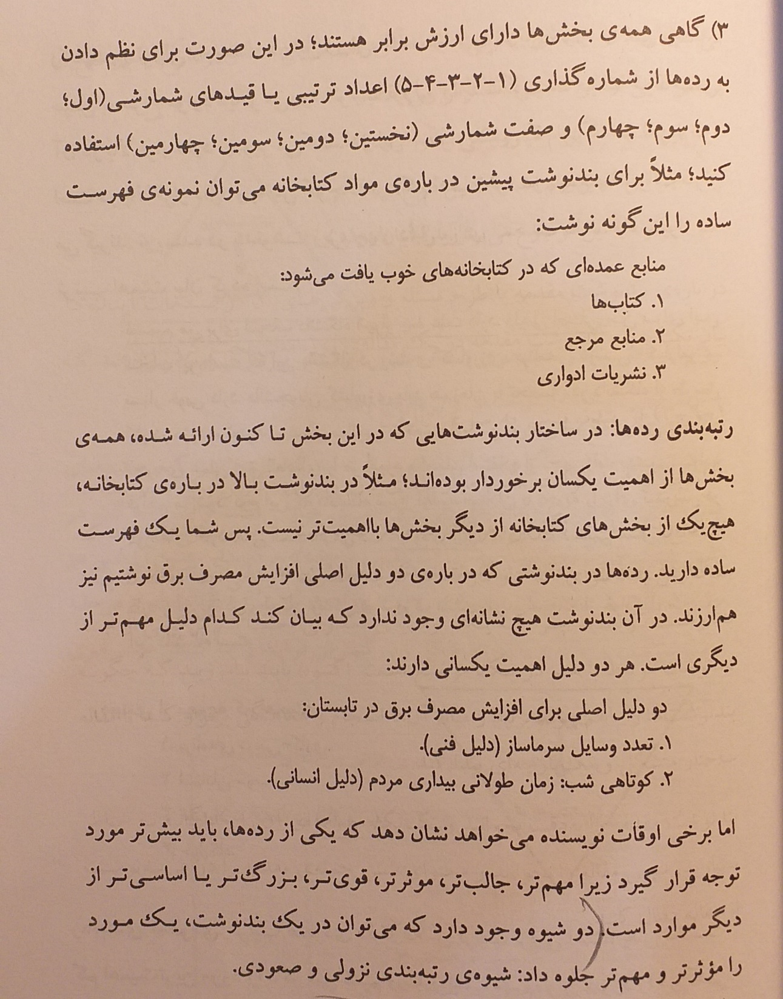 ۳) گاهی همه‌ی بخش‌ها دارای ارزش برابر هستند؛ در این صورت برای نظم دادن
به رده‌ها از شماره گذاری (۱-۲-۳-۴-۵) اعداد ترتیبی یا قیدهای شمارشی(اول؛
دوم؛ سوم؛ چهارم) و صفت شمارشی (نخستین؛ دومین؛ سومین؛ چهارمین) استفاده
کنید؛ مثلاً برای بندنوشت پیشین در باره‌ی مواد کتابخانه می‌توان نمونه‌ی فهرست
ساده را این گونه نوشت:
منابع عمده‌ای که در کتابخانه‌های خوب یافت می‌شود:
۱. کتاب‌ها
۲. منابع مرجع
۳. نشریات ادواری
رتبه‌بندی رده‌ها: در ساختار بندنوشت‌هایی که در این بخش تا کنون ارائه شده، همه‌ی
بخش‌ها از اهمیت یکسان برخوردار بوده‌اند؛ مثلاً در بندنوشت بالا در باره‌ی کتابخانه،
هیچ‌یک از بخش‌های کتابخانه از دیگر بخش‌ها بااهمیت‌تر نیست. پس شما یک فهرست
ساده دارید. رده‌ها در بندنوشتی که در باره‌ی دو دلیل اصلی افزایش مصرف برق نوشتیم نیز
هم‌ارزند. در آن بندنوشت هیچ نشانه‌ای وجود ندارد که بیان کند کدام دلیل مهم‌تر از
دیگری است. هر دو دلیل اهمیت یکسانی دارند:
دو دلیل اصلی برای افزایش مصرف برق در تابستان:
۱. تعدد وسایل سرماساز (دلیل فنی).
۲. کوتاهی شب: زمان طولانی بیداری مردم (دلیل انسانی).
اما برخی اوقات نویسنده می‌خواهد نشان دهد که یکی از رده‌ها، باید بیش‌تر مورد
توجه قرار گیرد زیرا مهم‌تر، جالب‌تر، موثرتر، قوی‌تر، بزرگ‌تر یا اساسی‌تر از
دیگر موارد است. دو شیوه وجود دارد که می‌توان در یک بندنوشت، یک مورد
را مؤثرتر و مهم‌تر جلوه داد: شیوه‌ی رتبه‌بندی نزولی و صعودی.